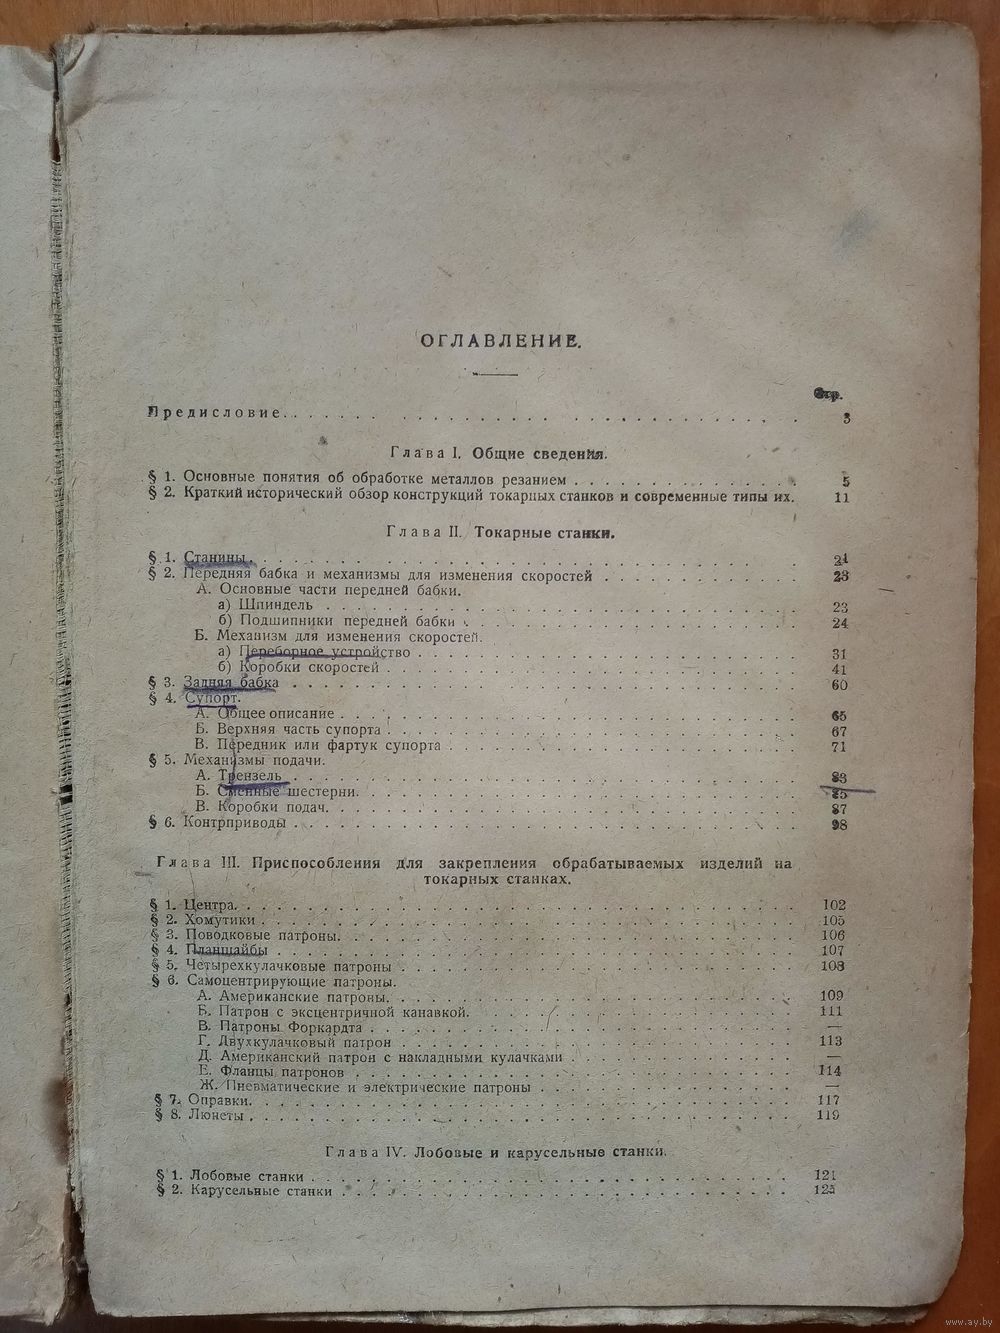 ОГЛАВЛЕНИЕ.
Стр.
Предисловие. . . . . . . . . . . . . . . . . . . . 3
Глава I. Общие сведения.
§ 1. Основные понятия об обработке металлов резанием . . . . . . . . . . 5
§ 2. Краткий исторический обзор конструкций токарных станков и современные типы их. 11
Глава II. Токарные станки.
§ 1. Станины. . . . . . . . . . . . . . . . . . . . 21
§ 2. Передняя бабка и механизмы для изменения скоростей . . . . . . . . . . 23
А. Основные части передней бабки.
а) Шпиндель . . . . . . . . . . . . . . . . . . . . 23
б) Подшипники передней бабки . . . . . . . . . . . . . . . 24
Б. Механизм для изменения скоростей.
а) Переборное устройство . . . . . . . . . . . . . . . 31
б) Коробки скоростей . . . . . . . . . . . . . . . 41
§ 3. Задняя бабка . . . . . . . . . . . . . . . . . . . . 60
§ 4. Супорт.
А. Общее описание . . . . . . . . . . . . . . . . . . . . 65
Б. Верхняя часть супорта . . . . . . . . . . . . . . . 67
В. Передник или фартук супорта . . . . . . . . . . . . . . . 71
§ 5. Механизмы подачи.
А. Трензель . . . . . . . . . . . . . . . . . . . . 83
Б. Сменные шестерни. . . . . . . . . . . . . . . . . . . . 85
В. Коробки подач. . . . . . . . . . . . . . . . . . . . 87
§ 6. Контрприводы . . . . . . . . . . . . . . . . . . . . 98
Глава III. Приспособления для закрепления обрабатываемых изделий на
токарных станках.
§ 1. Центра. . . . . . . . . . . . . . . . . . . . 102
§ 2. Хомутики . . . . . . . . . . . . . . . . . . . . 105
§ 3. Поводковые патроны. . . . . . . . . . . . . . . . . . . . 106
§ 4. Планшайбы . . . . . . . . . . . . . . . . . . . . 107
§ 5. Четырехкулачковые патроны . . . . . . . . . . . . . . . 108
§ 6. Самоцентрирующие патроны.
А. Американские патроны. . . . . . . . . . . . . . . . 109
Б. Патрон с эксцентричной канавкой. . . . . . . . . . . . . . . 111
В. Патроны Форкардта . . . . . . . . . . . . . . . —
Г. Двухкулачковый патрон . . . . . . . . . . . . . . . 113
Д. Американский патрон с накладными кулачками . . . . . . . . . . —
Е. Фланцы патронов . . . . . . . . . . . . . . . 114
Ж. Пневматические и электрические патроны . . . . . . . . . . —
§ 7. Оправки. . . . . . . . . . . . . . . . . . . . 117
§ 8. Люнеты . . . . . . . . . . . . . . . . . . . . 119
Глава IV. Лобовые и карусельные станки.
§ 1. Лобовые станки . . . . . . . . . . . . . . . . . . . . 121
§ 2. Карусельные станки . . . . . . . . . . . . . . . . . . . . 125
www.ay.by